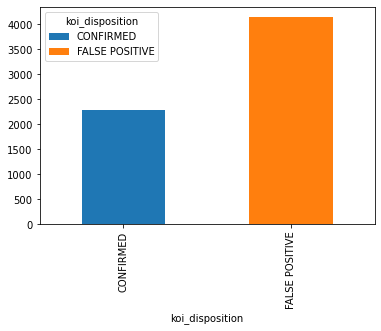 koi_disposition
CONFIRMED
FALSE POSITIVE
4000
3500
3000
2500
2000
1500
1000
500
0
CONFIRMED
FALSE POSITIVE
koi_disposition